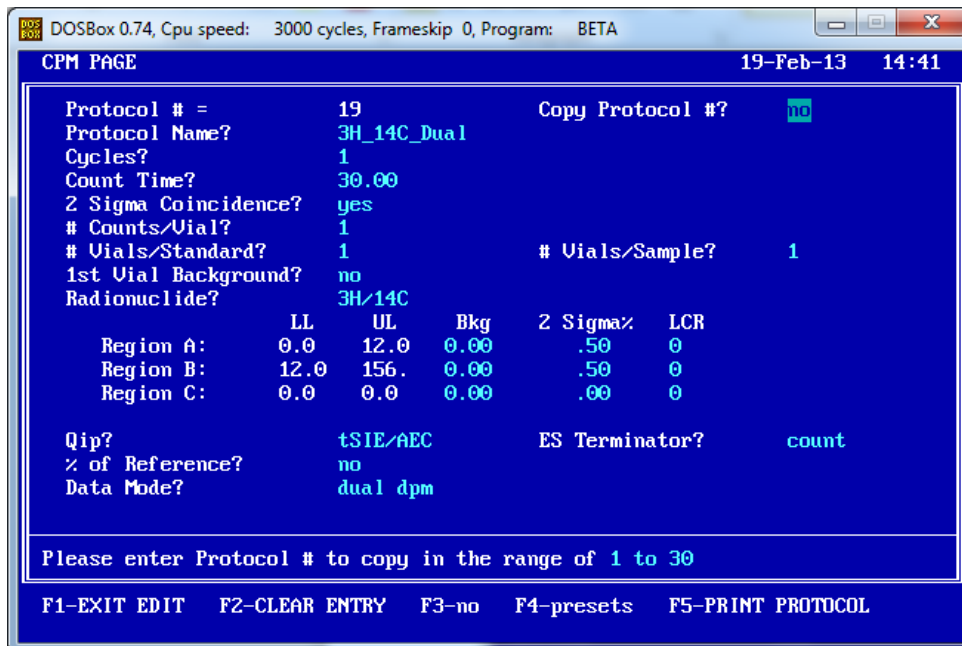 DOS BOX DOSBox 0.74, Cpu speed: 3000 cycles, Frameskip 0, Program: BETA
CPM PAGE 19-Feb-13 14:41
Protocol # = 19 Copy Protocol #? no
Protocol Name? 3H_14C_Dual
Cycles? 1
Count Time? 30.00
2 Sigma Coincidence? yes
# Counts/Vial? 1
# Vials/Standard? 1 # Vials/Sample? 1
1st Vial Background? no
Radionuclide? 3H/14C
LL UL Bkg 2 Sigma% LCR
Region A: 0.0 12.0 0.00 .50 0
Region B: 12.0 156. 0.00 .50 0
Region C: 0.0 0.0 0.00 .00 0
Qip? tSIE/AEC ES Terminator? count
% of Reference? no
Data Mode? dual dpm
Please enter Protocol # to copy in the range of 1 to 30
F1-EXIT EDIT F2-CLEAR ENTRY F3-no F4-presets F5-PRINT PROTOCOL